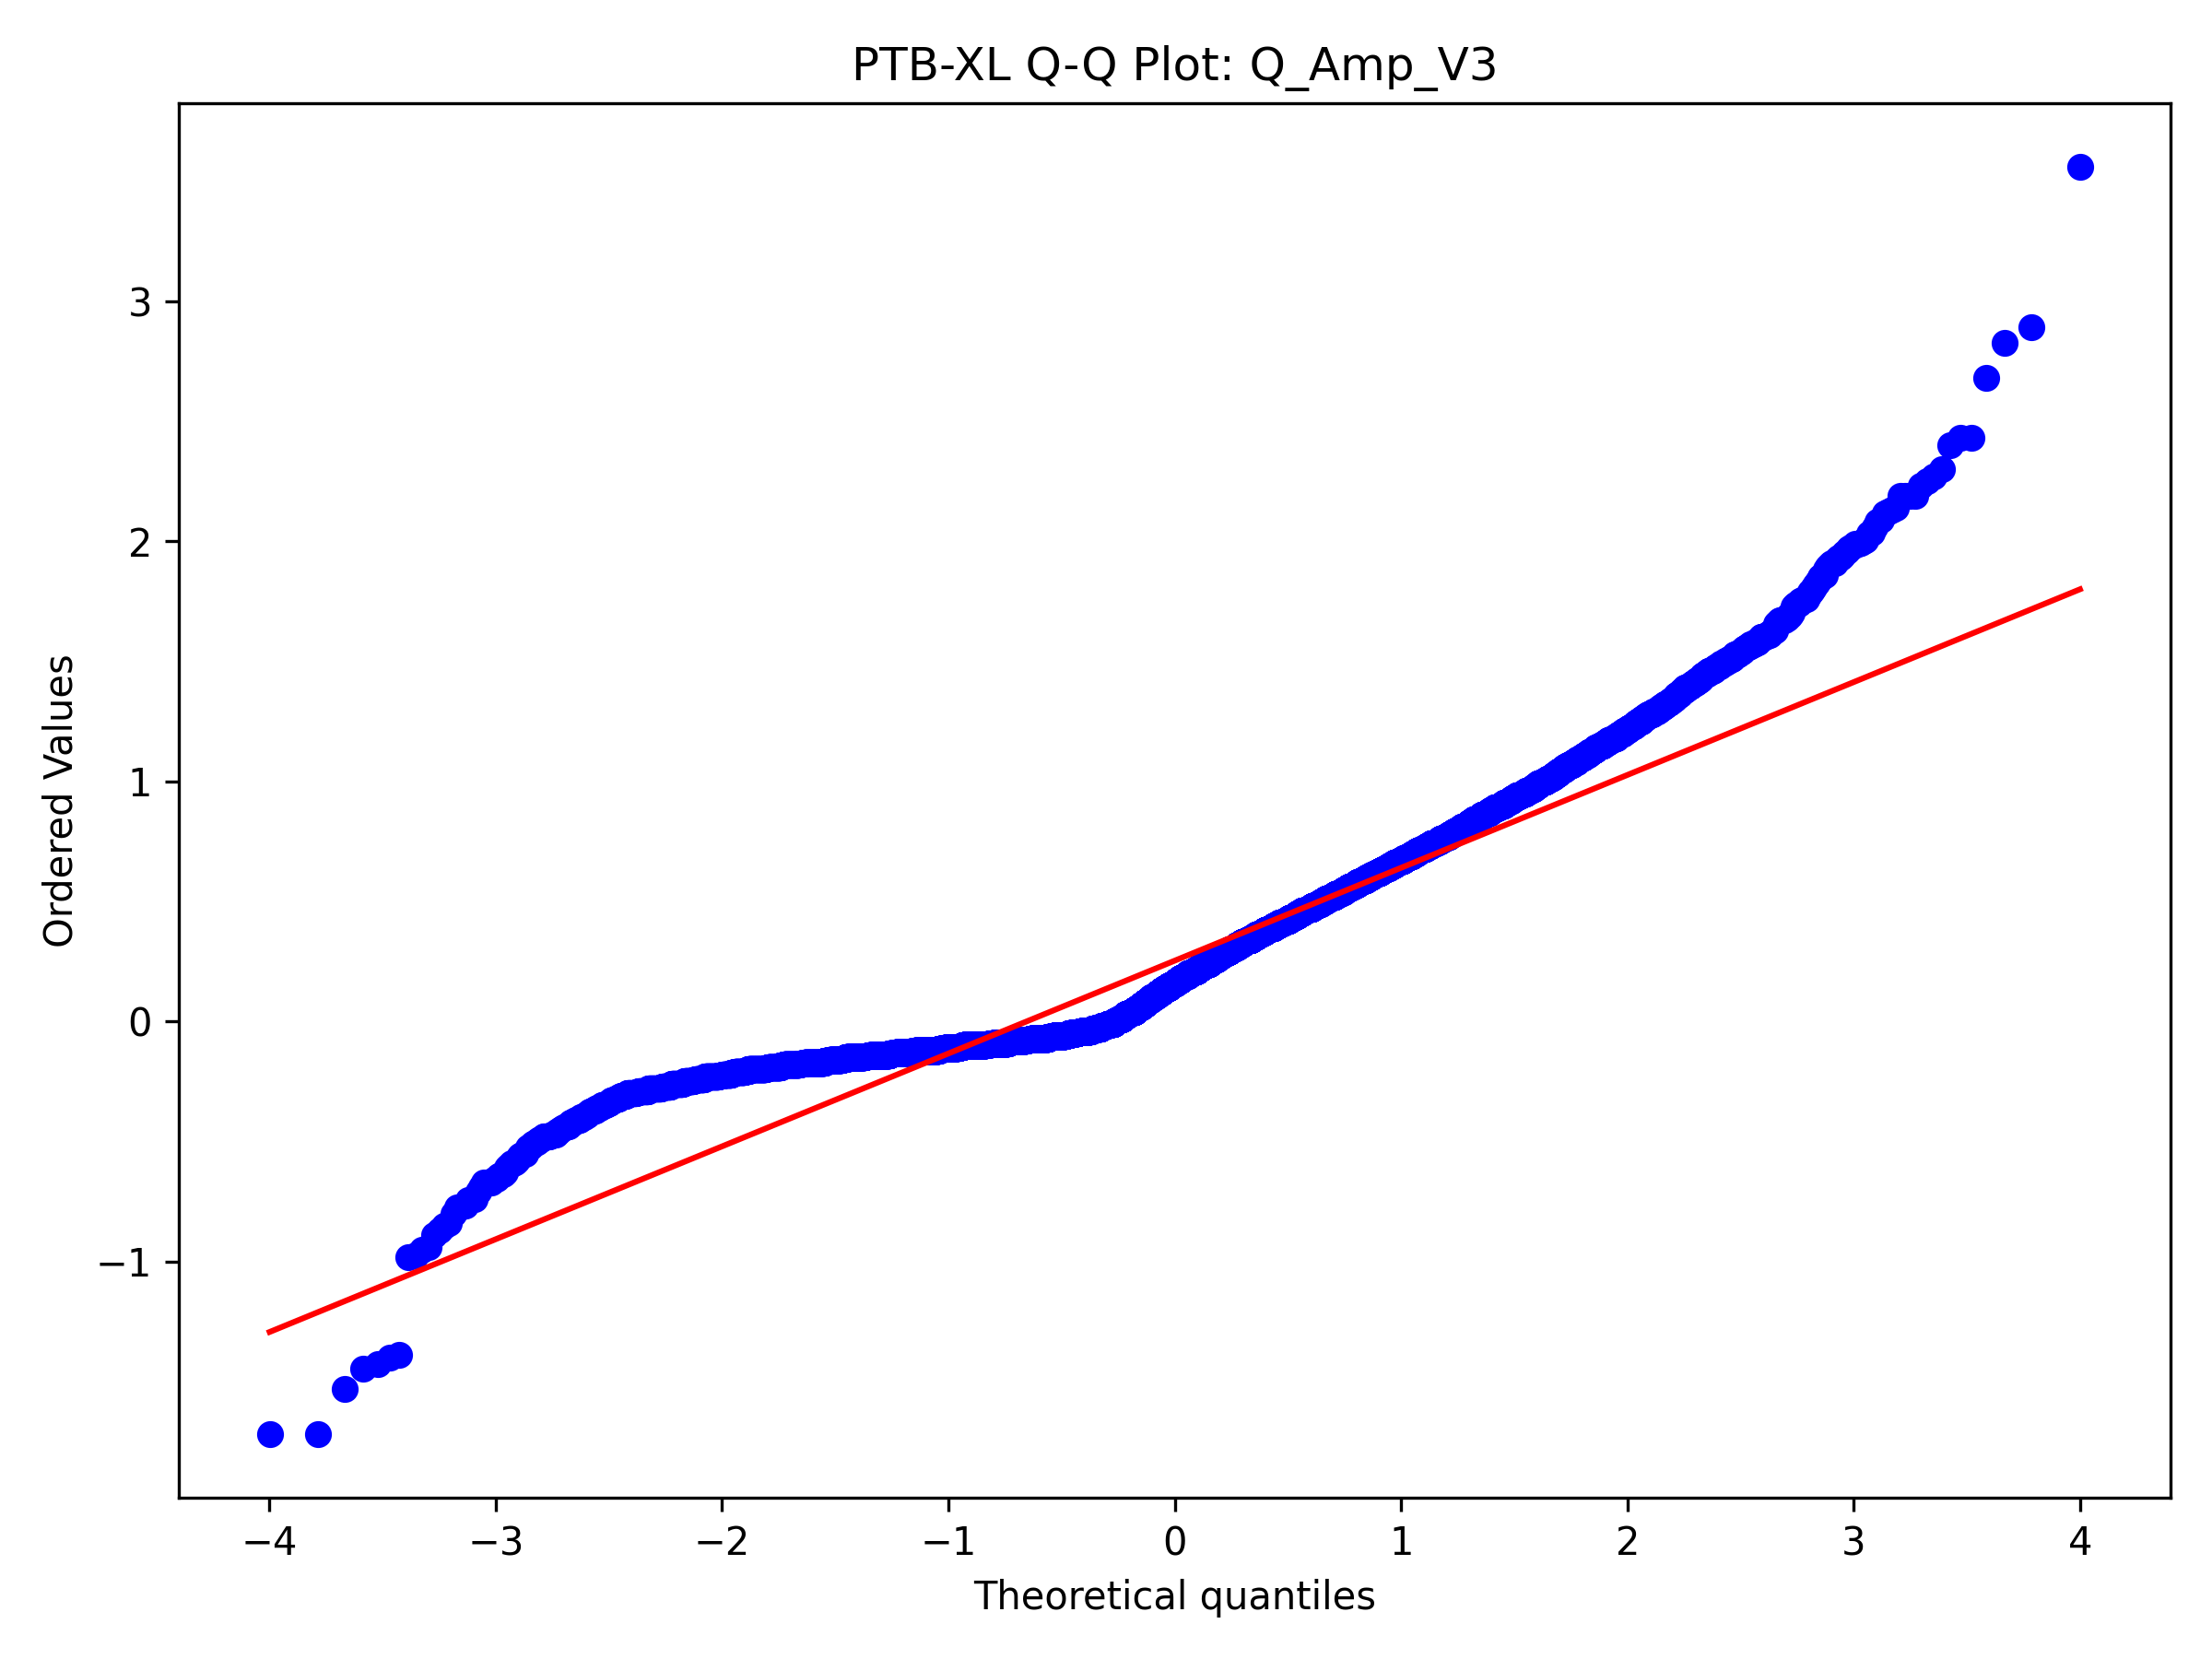 PTB-XL Q-Q Plot: Q_Amp_V3
Ordered Values
3
2
1
0
−1
−4 −3 −2 −1 0 1 2 3 4
Theoretical quantiles